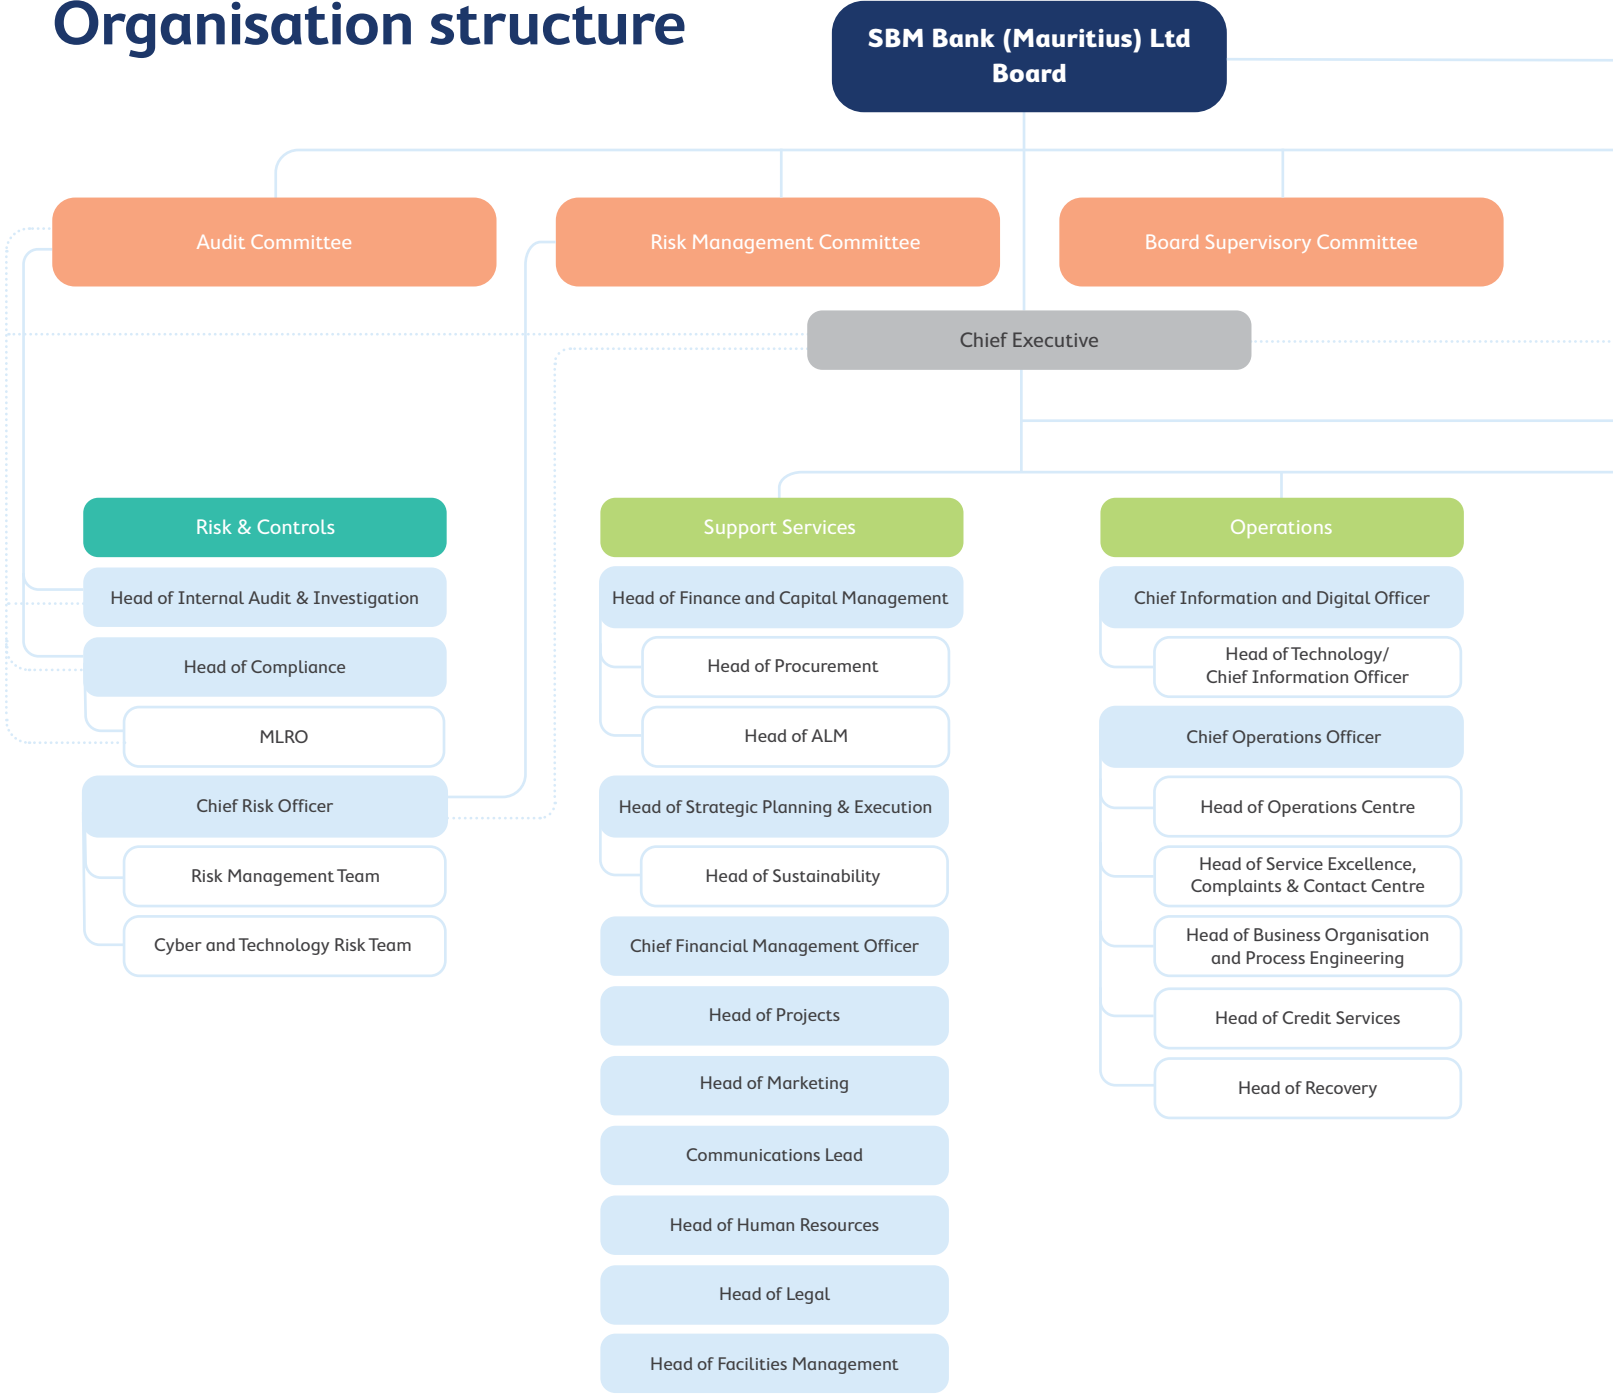 Organisation structure
SBM Bank (Mauritius) Ltd
Board
Audit Committee
Risk Management Committee
Board Supervisory Committee
Chief Executive
Risk & Controls
Head of Internal Audit & Investigation
Head of Compliance
MLRO
Chief Risk Officer
Risk Management Team
Cyber and Technology Risk Team
Support Services
Head of Finance and Capital Management
Head of Procurement
Head of ALM
Head of Strategic Planning & Execution
Head of Sustainability
Chief Financial Management Officer
Head of Projects
Head of Marketing
Communications Lead
Head of Human Resources
Head of Legal
Head of Facilities Management
Operations
Chief Information and Digital Officer
Head of Technology/
Chief Information Officer
Chief Operations Officer
Head of Operations Centre
Head of Service Excellence,
Complaints & Contact Centre
Head of Business Organisation
and Process Engineering
Head of Credit Services
Head of Recovery